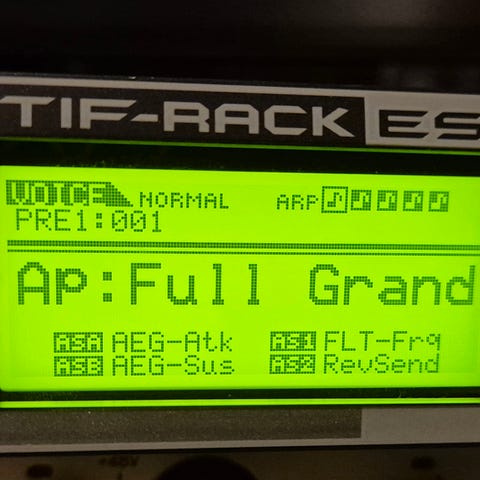 TIF-RACK ES
VOICE NORMAL ARP
PRE1:001
Ap:Full Grand
ASA AEG-Atk AS1 FLT-Frq
ASB AEG-Sus AS2 RevSend
+48V